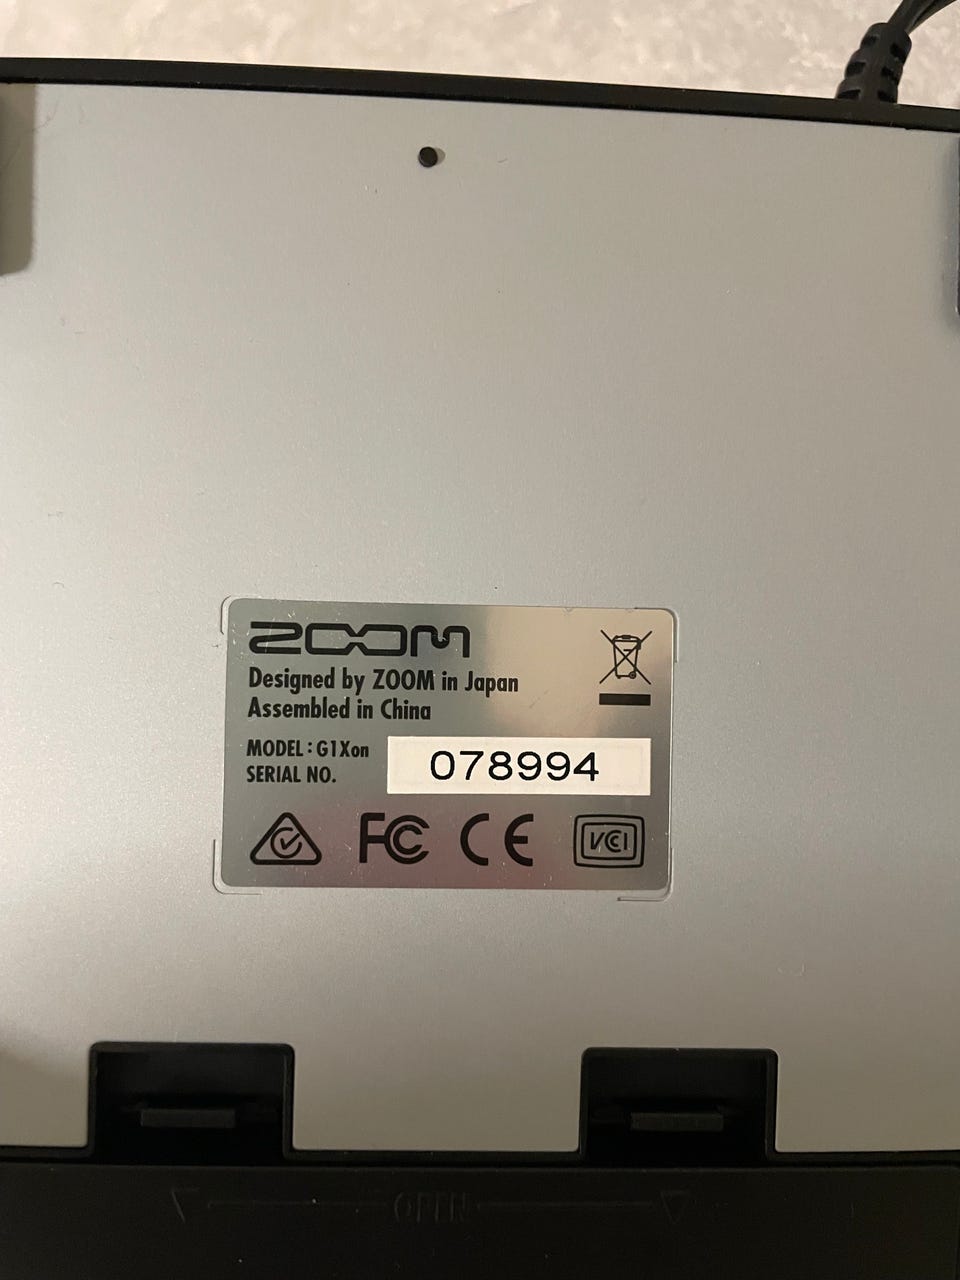 ZOOM
Designed by ZOOM in Japan
Assembled in China
MODEL : G1Xon
SERIAL NO. 078994
FC CE VCI
OPEN